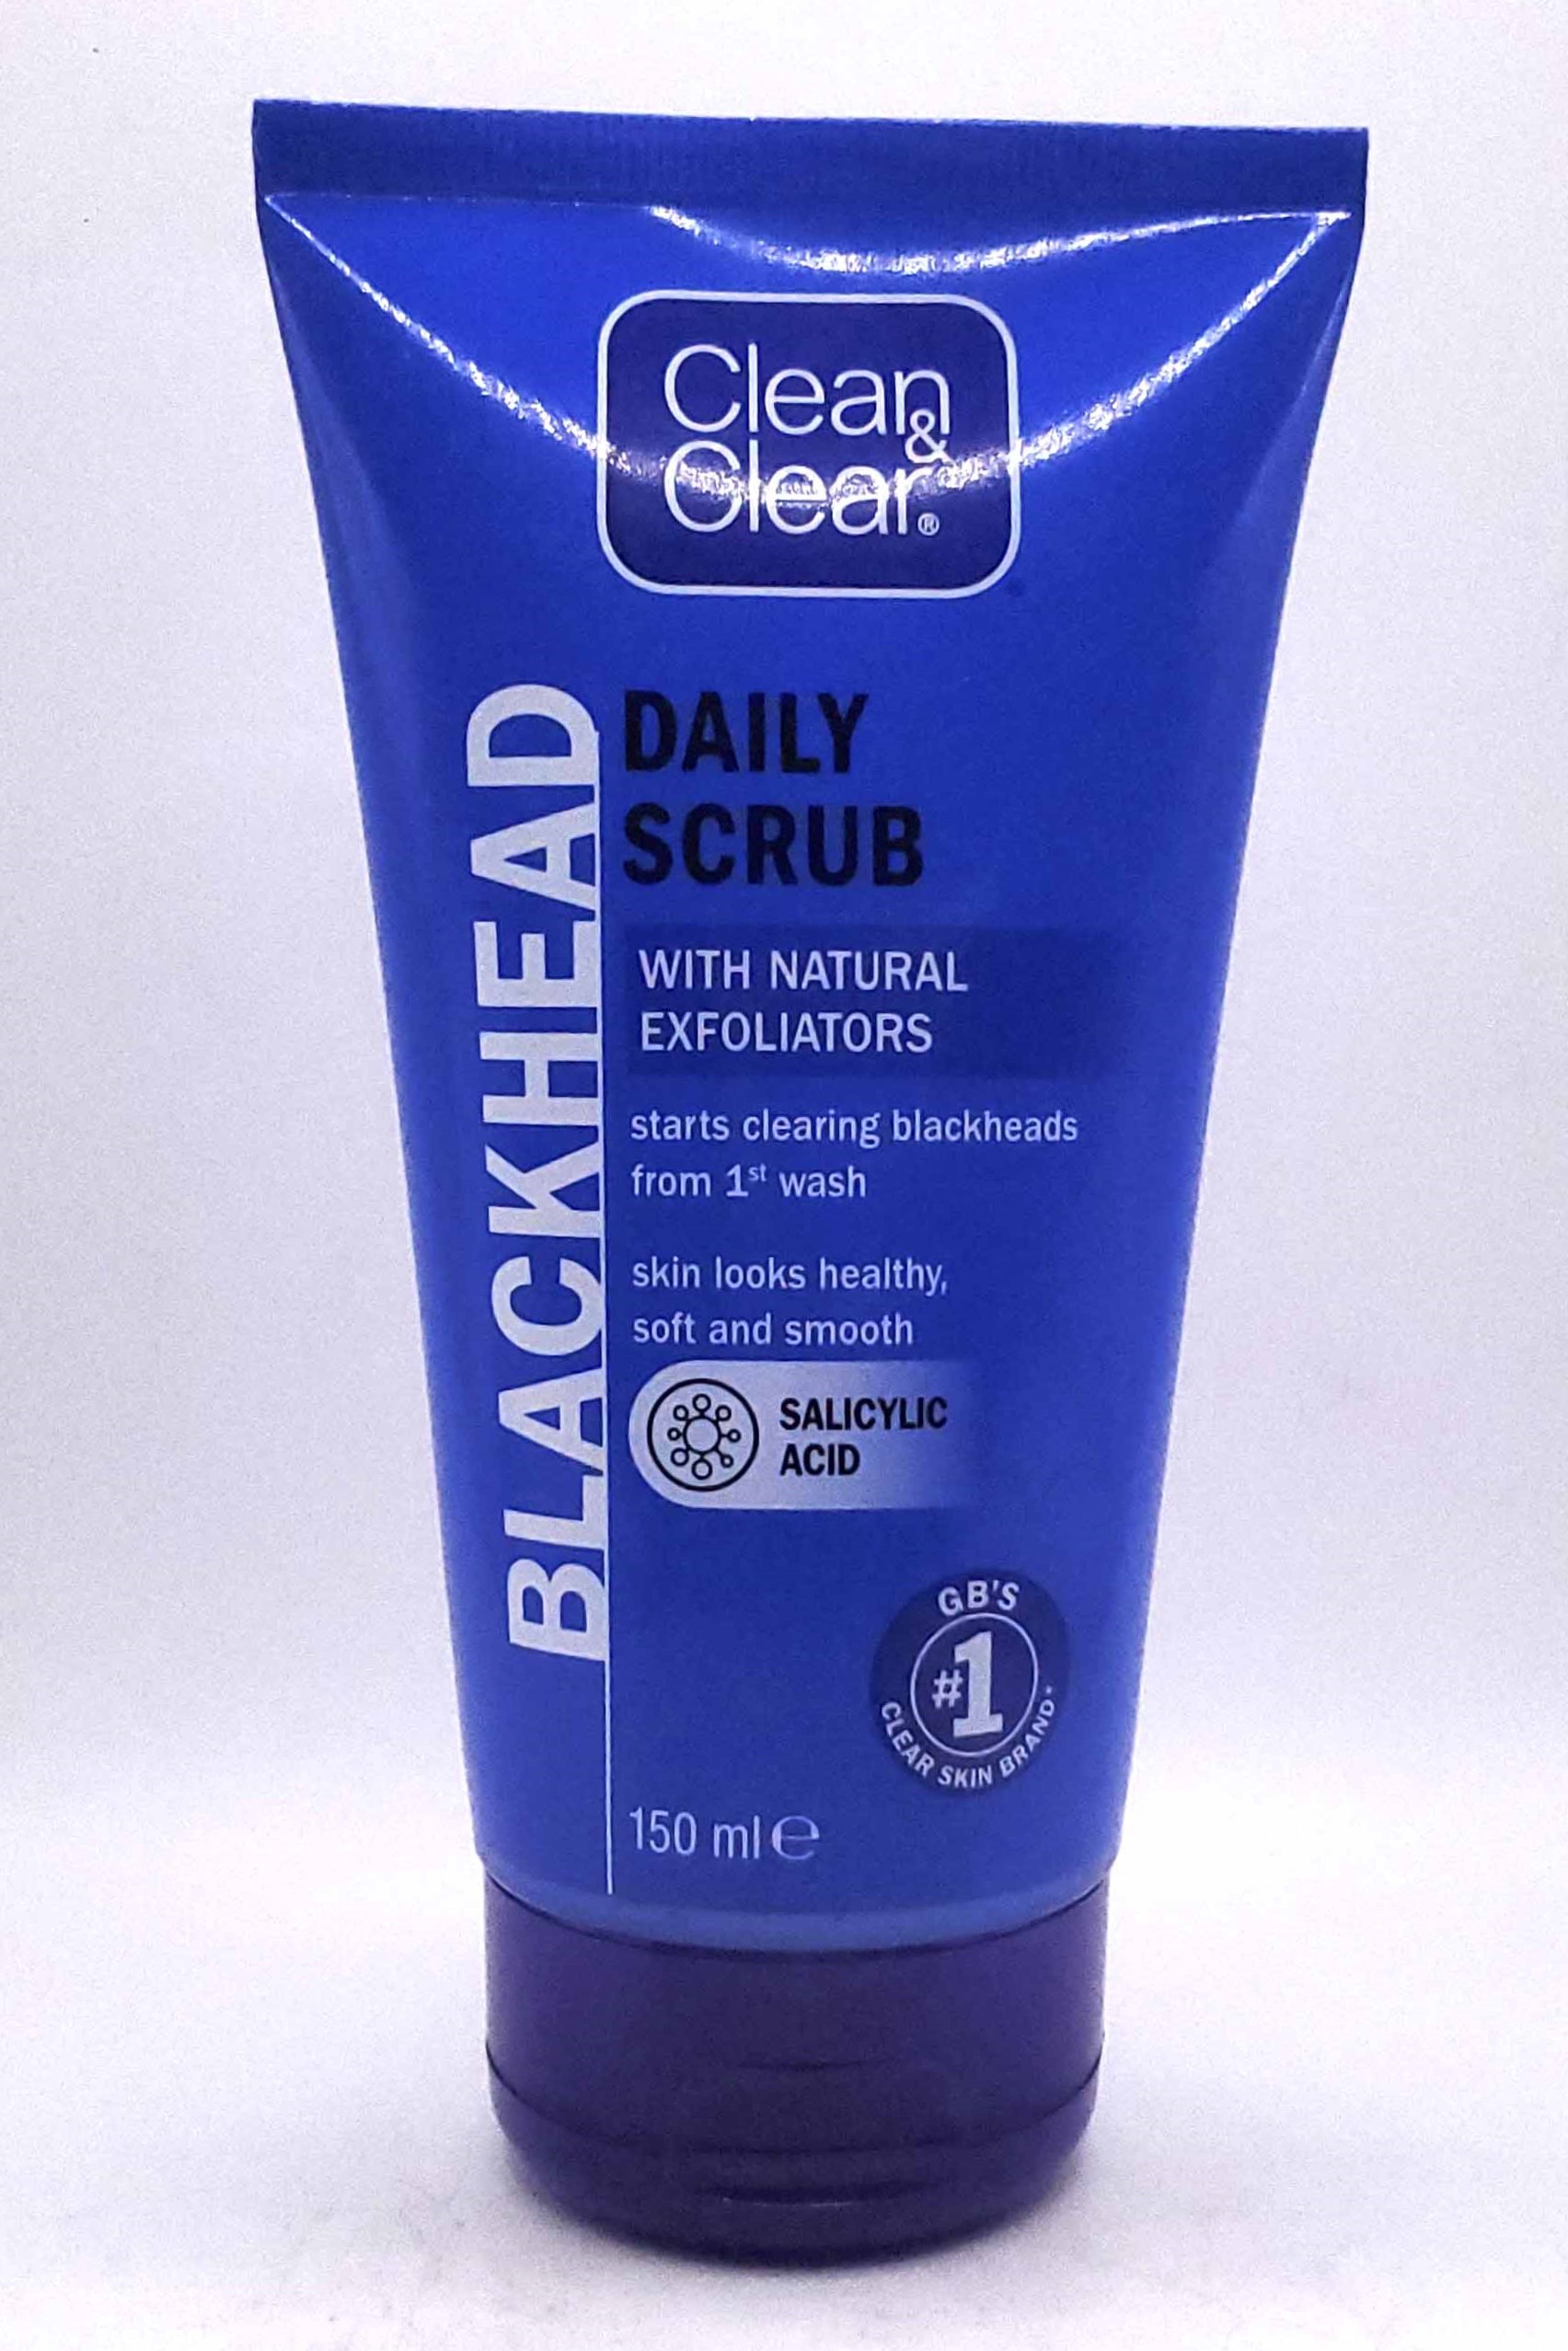 Clean
&
Clear®
BLACKHEAD
DAILY
SCRUB
WITH NATURAL
EXFOLIATORS
starts clearing blackheads
from 1st wash
skin looks healthy,
soft and smooth
SALICYLIC
ACID
GB'S
#1
CLEAR SKIN BRAND*
150 ml℮